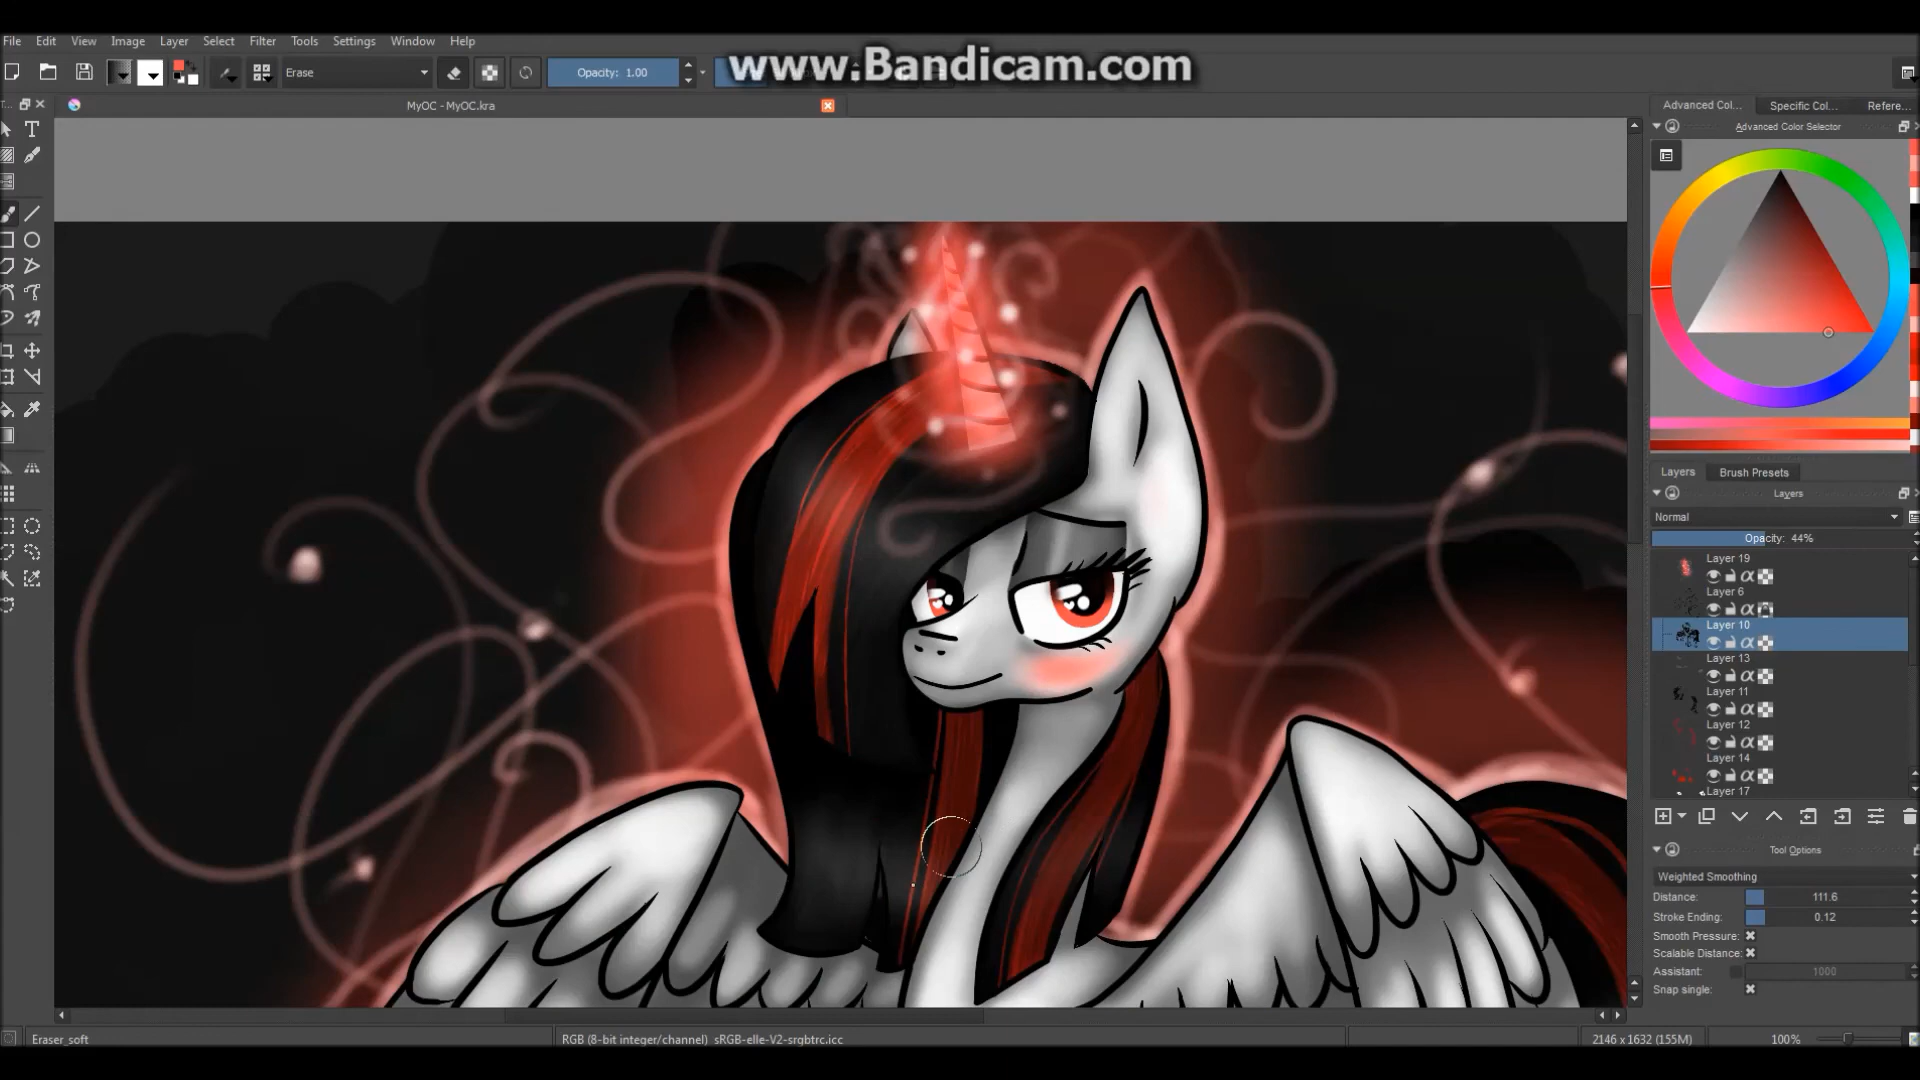 www.Bandicam.com
File Edit View Image Layer Select Filter Tools Settings Window Help
Erase Opacity: 1.00
T... MyOC - MyOC.kra
Advanced Col... Specific Col... Refere...
Advanced Color Selector
Layers Brush Presets
Layers
Normal
Opacity: 44%
Layer 19
Layer 6
Layer 10
Layer 13
Layer 11
Layer 12
Layer 14
Layer 17
Tool Options
Weighted Smoothing
Distance: 111.6
Stroke Ending: 0.12
Smooth Pressure:
Scalable Distance:
Assistant: 1000
Snap single:
Eraser_soft RGB (8-bit integer/channel) sRGB-elle-V2-srgbtrc.icc 2146 x 1632 (155M) 100%